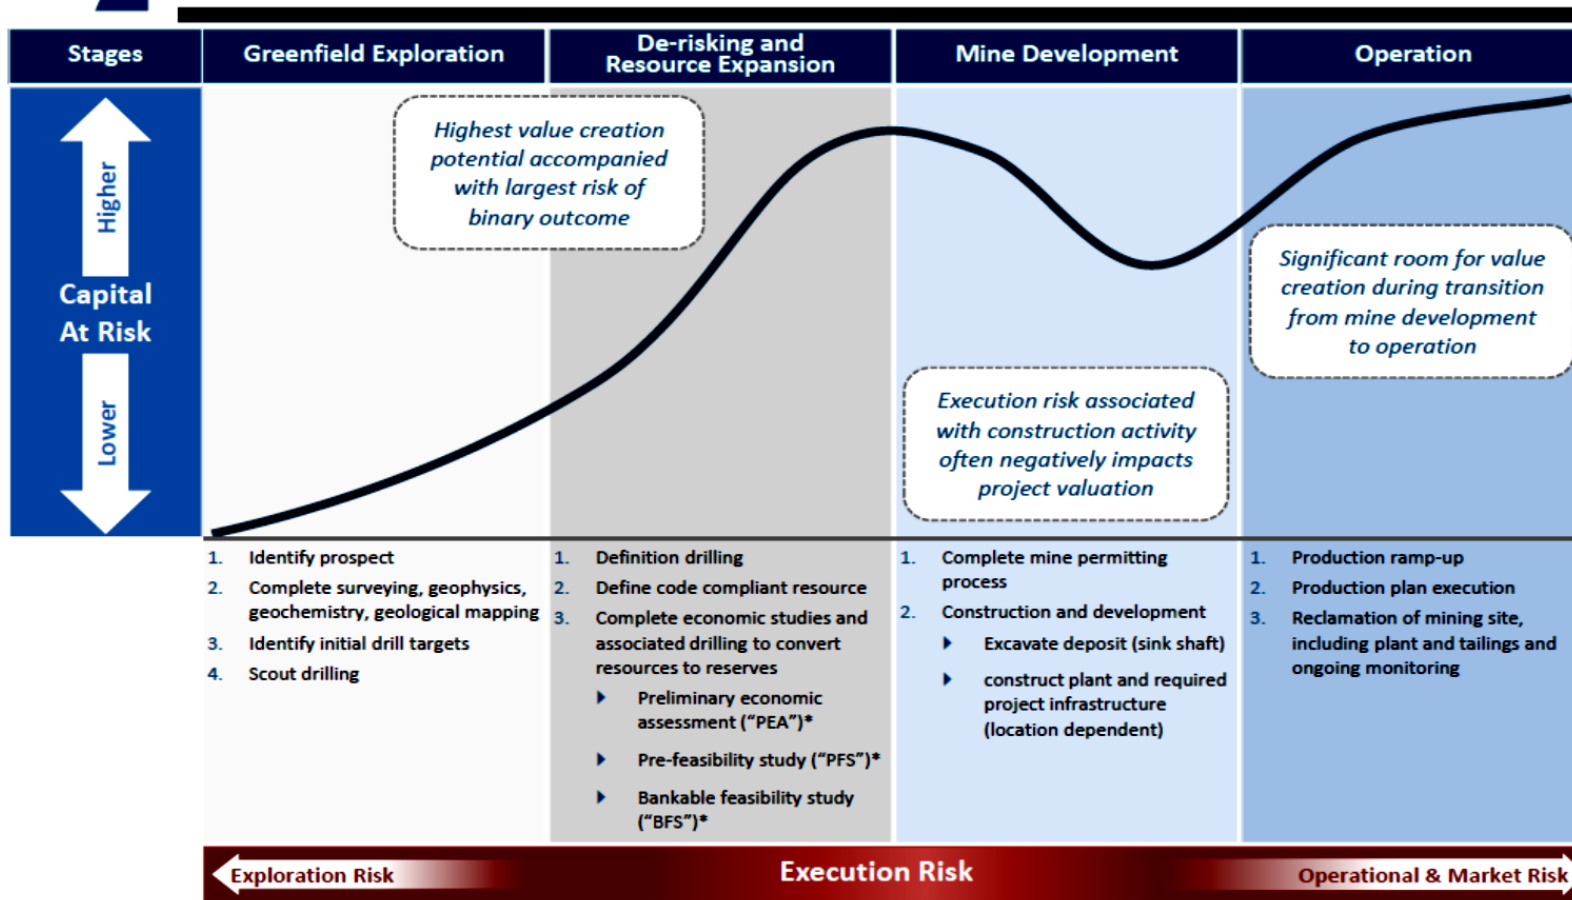 Stages
Greenfield Exploration
De-risking and
Resource Expansion
Mine Development
Operation
Higher
Capital
At Risk
Lower
Highest value creation
potential accompanied
with largest risk of
binary outcome
Execution risk associated
with construction activity
often negatively impacts
project valuation
Significant room for value
creation during transition
from mine development
to operation
1. Identify prospect
2. Complete surveying, geophysics,
geochemistry, geological mapping
3. Identify initial drill targets
4. Scout drilling
1. Definition drilling
2. Define code compliant resource
3. Complete economic studies and
associated drilling to convert
resources to reserves
Preliminary economic
assessment (“PEA”)*
Pre-feasibility study (“PFS”)*
Bankable feasibility study
(“BFS”)*
1. Complete mine permitting
process
2. Construction and development
Excavate deposit (sink shaft)
construct plant and required
project infrastructure
(location dependent)
1. Production ramp-up
2. Production plan execution
3. Reclamation of mining site,
including plant and tailings and
ongoing monitoring
Exploration Risk
Execution Risk
Operational & Market Risk